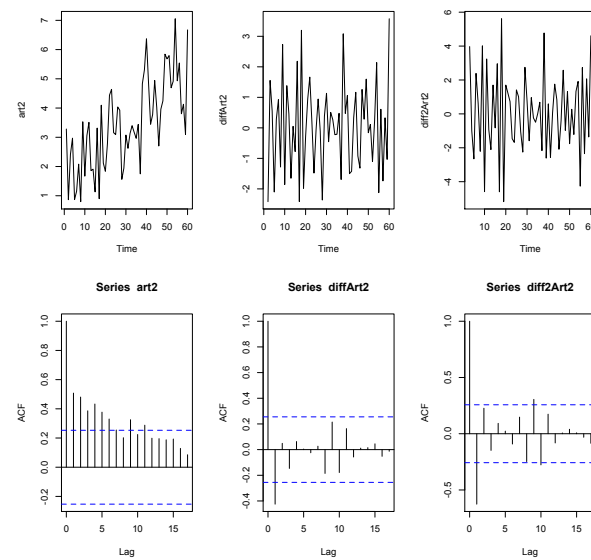 art2
1 2 3 4 5 6 7
0 10 20 30 40 50 60
Time
diffArt2
-2 -1 0 1 2 3
0 10 20 30 40 50 60
Time
diff2Art2
-4 -2 0 2 4 6
10 20 30 40 50 60
Time
Series art2
ACF
-0.2 0.0 0.2 0.4 0.6 0.8 1.0
0 5 10 15
Lag
Series diffArt2
ACF
-0.4 -0.2 0.0 0.2 0.4 0.6 0.8 1.0
0 5 10 15
Lag
Series diff2Art2
ACF
-0.5 0.0 0.5 1.0
0 5 10 15
Lag